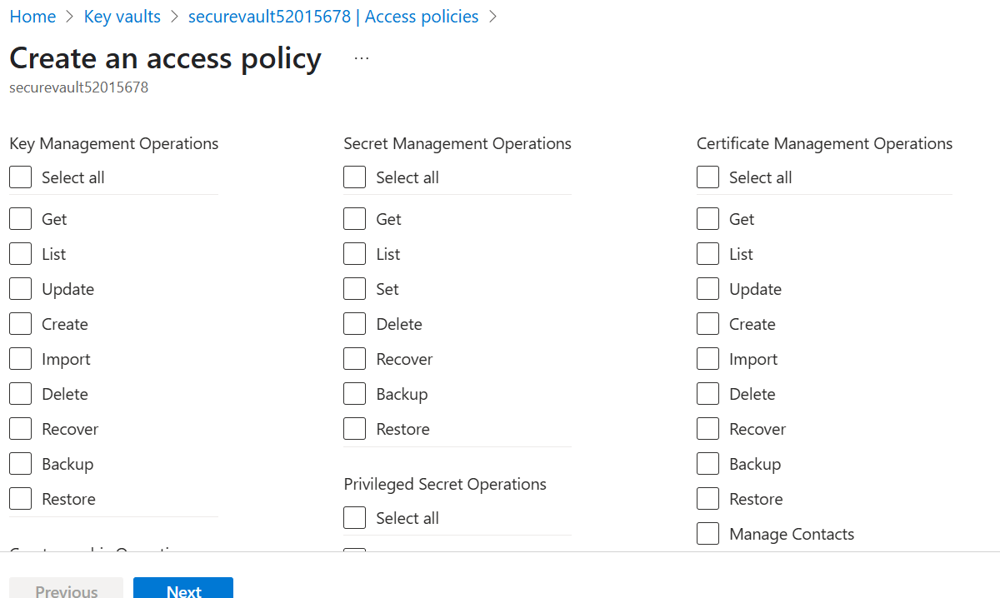 Home > Key vaults > securevault52015678 | Access policies >
Create an access policy ...
securevault52015678
Key Management Operations
Select all
Get
List
Update
Create
Import
Delete
Recover
Backup
Restore
Secret Management Operations
Select all
Get
List
Set
Delete
Recover
Backup
Restore
Privileged Secret Operations
Select all
Certificate Management Operations
Select all
Get
List
Update
Create
Import
Delete
Recover
Backup
Restore
Manage Contacts
Previous
Next